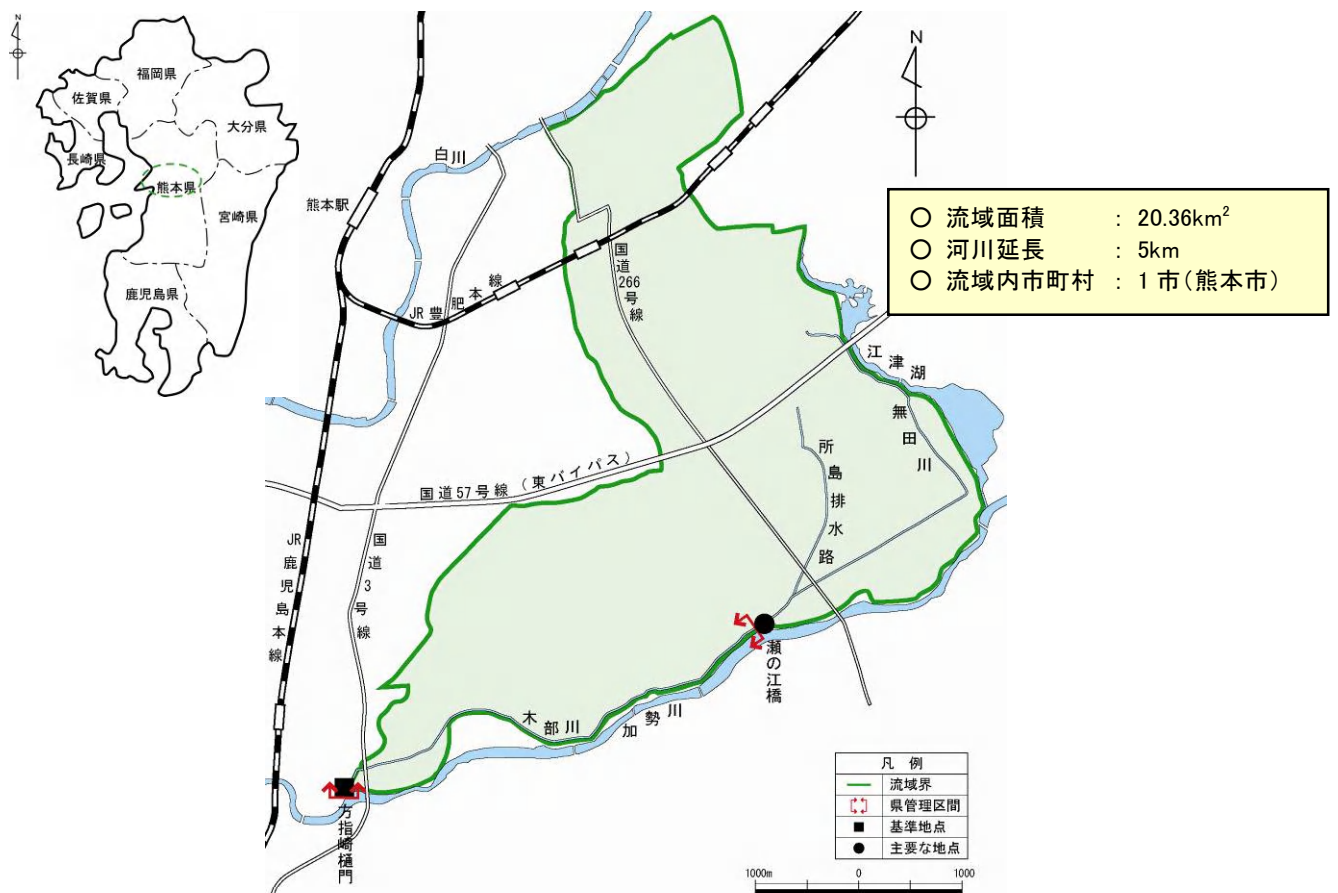 N
福岡県
佐賀県
大分県
長崎県
熊本県
宮崎県
鹿児島県
N
○ 流域面積 : 20.36km²
○ 河川延長 : 5km
○ 流域内市町村 : 1市(熊本市)
白川
熊本駅
JR豊肥本線
国道266号線
江津湖
無田川
所島排水路
国道57号線(東バイパス)
JR鹿児島本線
国道3号線
瀬の江橋
木部川
加勢川
方指崎樋門
凡 例
流域界
県管理区間
基準地点
主要な地点
1000m 0 1000